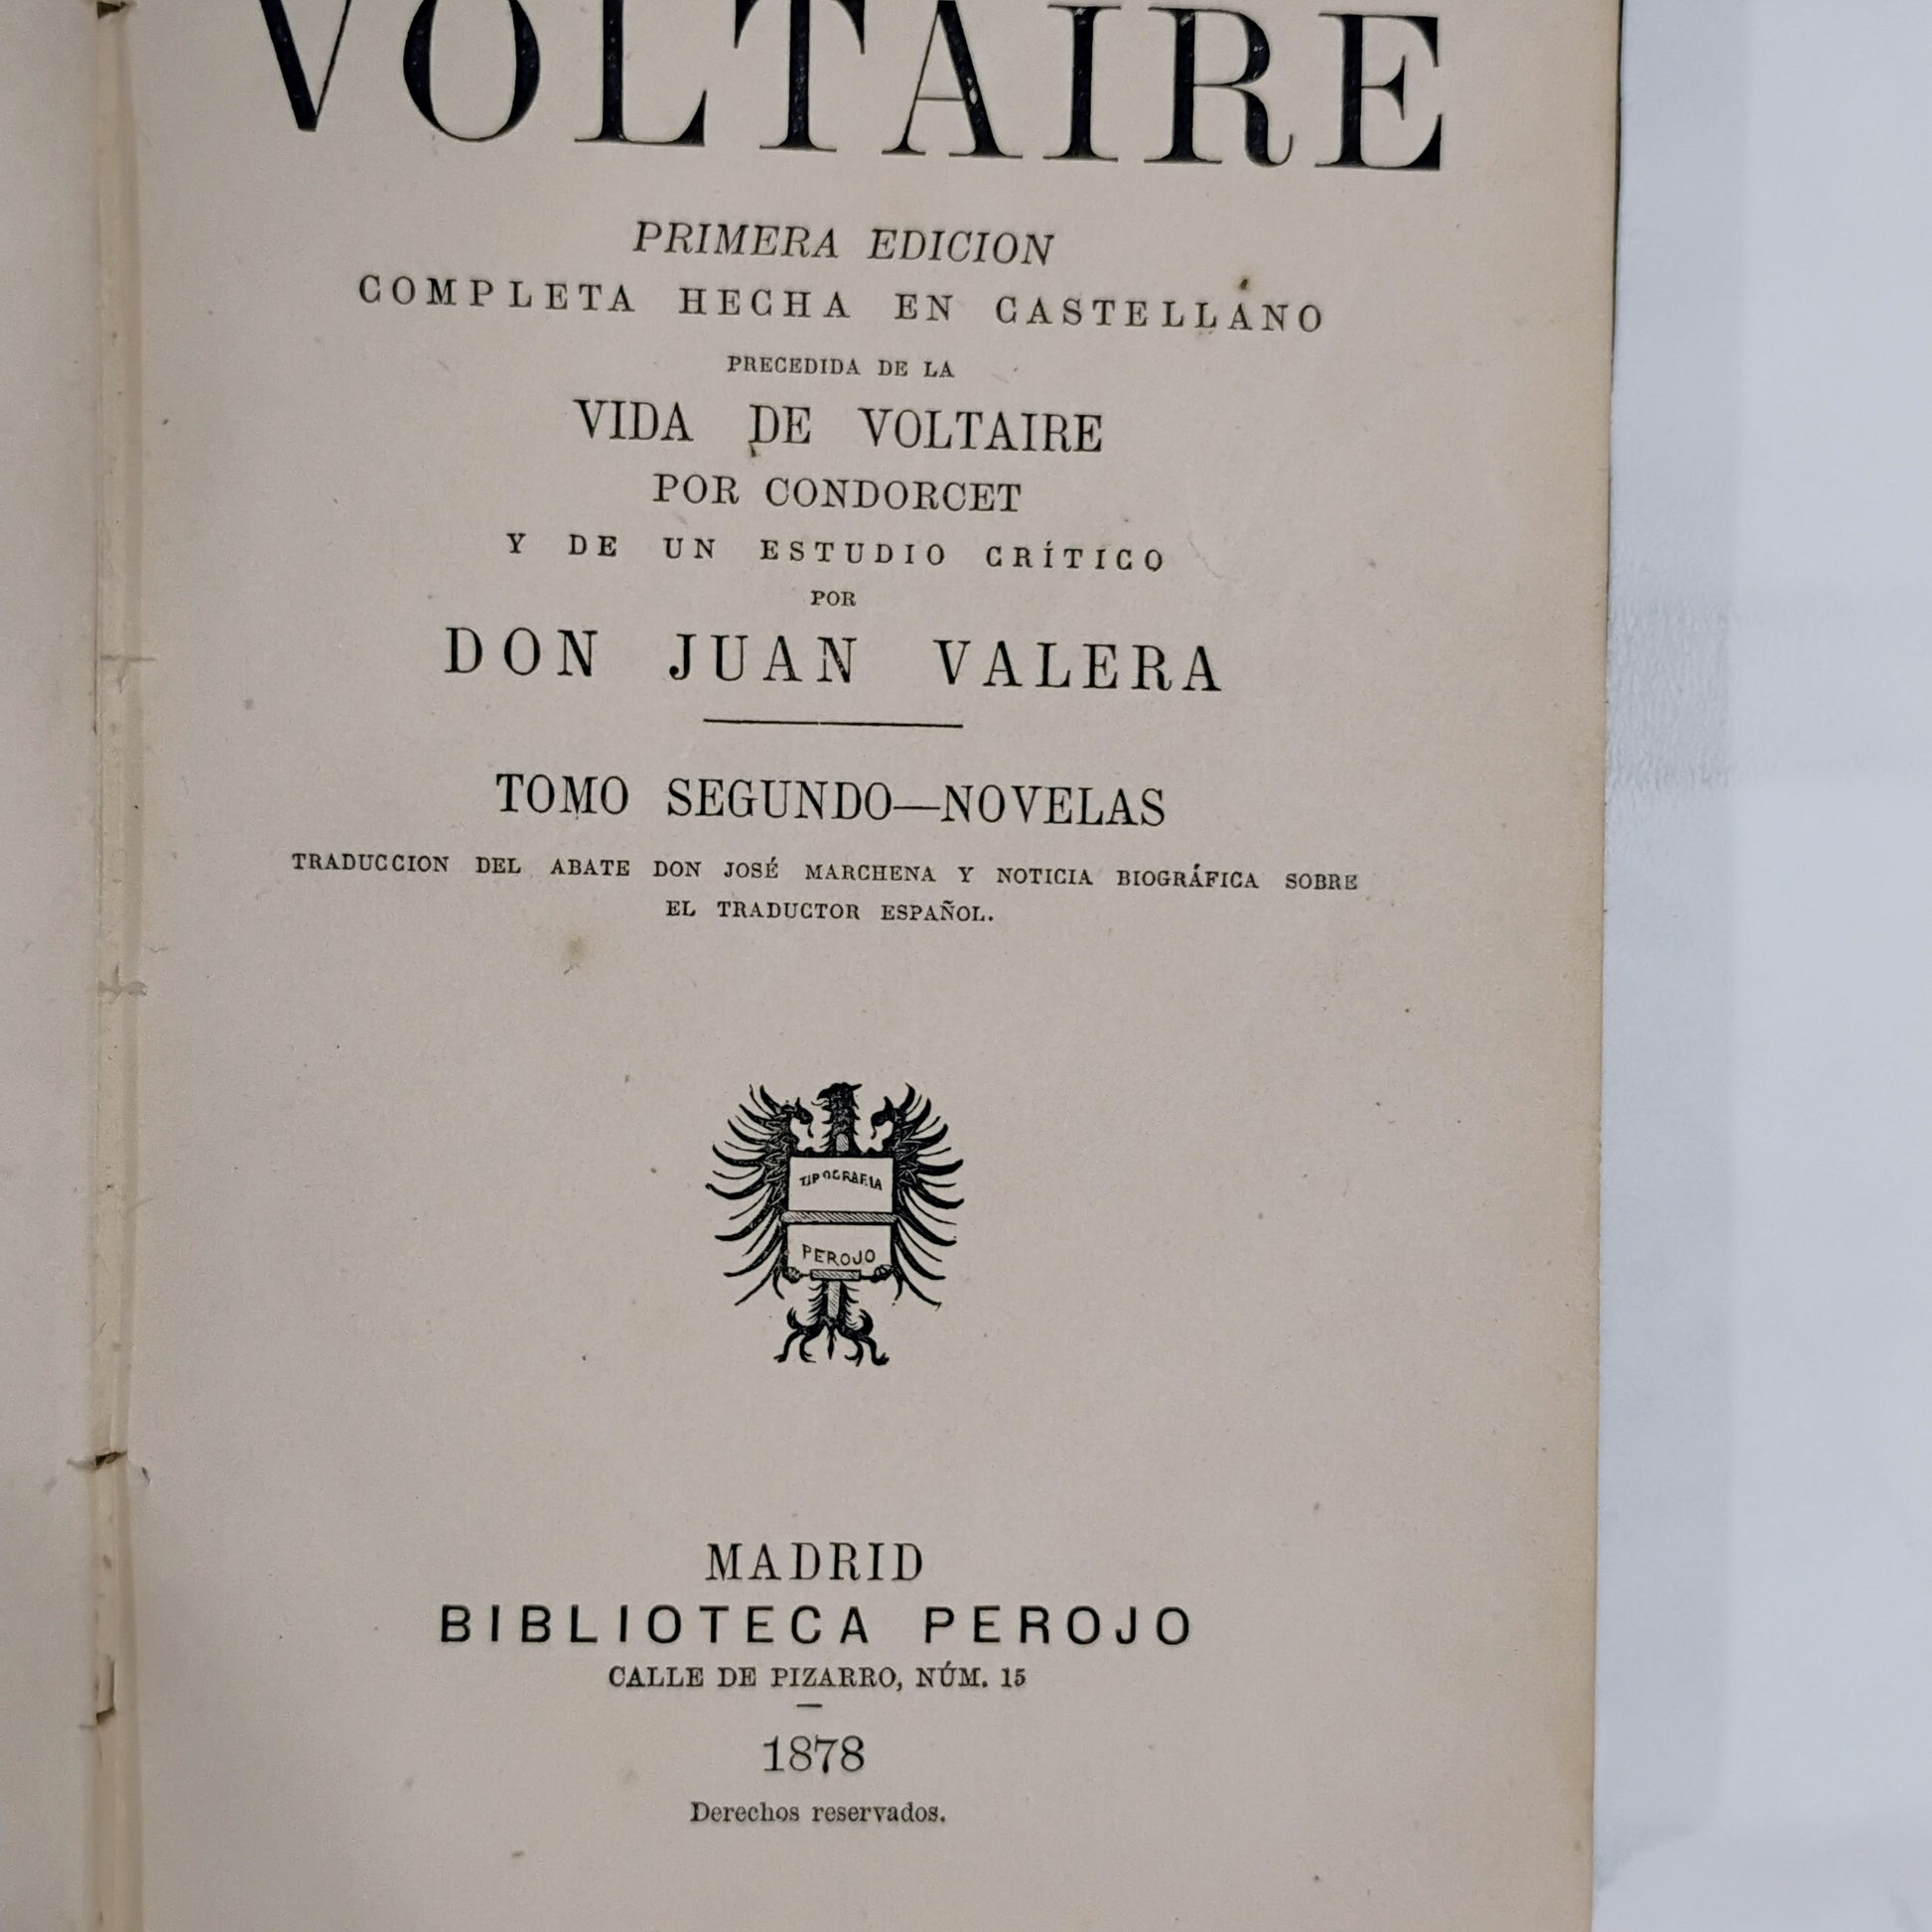 VOLTAIRE
PRIMERA EDICION
COMPLETA HECHA EN CASTELLANO
PRECEDIDA DE LA
VIDA DE VOLTAIRE
POR CONDORCET
Y DE UN ESTUDIO CRÍTICO
POR
DON JUAN VALERA
TOMO SEGUNDO—NOVELAS
TRADUCCION DEL ABATE DON JOSÉ MARCHENA Y NOTICIA BIOGRÁFICA SOBRE
EL TRADUCTOR ESPAÑOL.
TIPOGRAFIA
PEROJO
MADRID
BIBLIOTECA PEROJO
CALLE DE PIZARRO, NÚM. 15
1878
Derechos reservados.